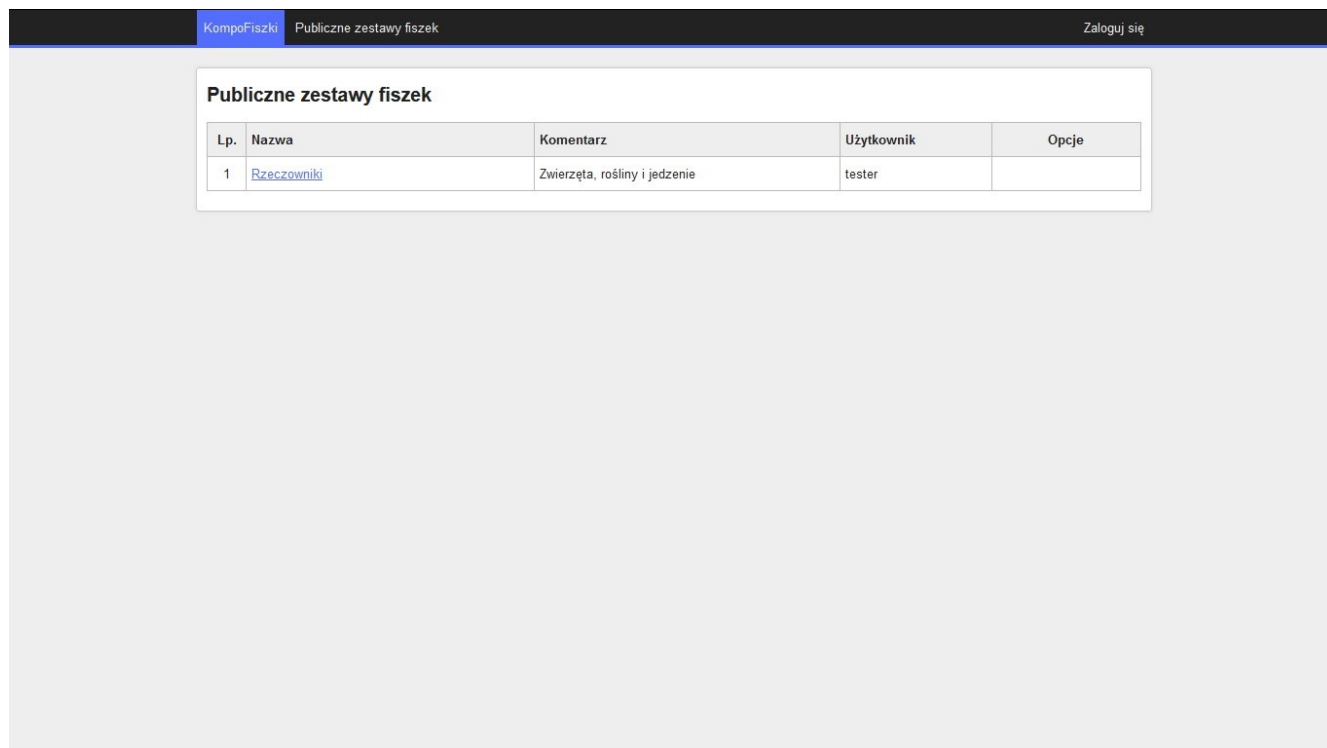 KompoFiszki Publiczne zestawy fiszek Zaloguj się
Publiczne zestawy fiszek
Lp. Nazwa Komentarz Użytkownik Opcje
1 Rzeczowniki Zwierzęta, rośliny i jedzenie tester